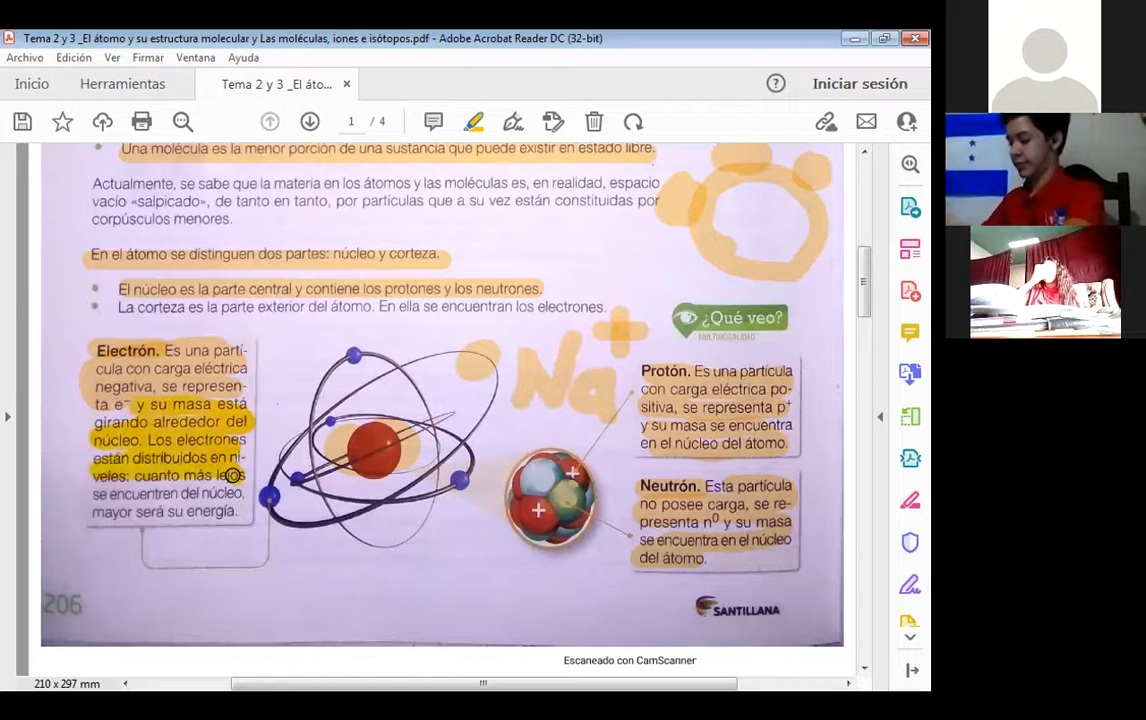 Tema 2 y 3 _El átomo y su estructura molecular y Las moléculas, iones e isótopos.pdf - Adobe Acrobat Reader DC (32-bit)
Archivo Edición Ver Firmar Ventana Ayuda
Inicio Herramientas Tema 2 y 3 _El áto... × Iniciar sesión
1 / 4
Una molécula es la menor porción de una sustancia que puede existir en estado libre.
Actualmente, se sabe que la materia en los átomos y las moléculas es, en realidad, espacio
vacío «salpicado», de tanto en tanto, por partículas que a su vez están constituidas por
corpúsculos menores.
En el átomo se distinguen dos partes: núcleo y corteza.
• El núcleo es la parte central y contiene los protones y los neutrones.
• La corteza es la parte exterior del átomo. En ella se encuentran los electrones.
¿Qué veo?
MULTIMODALIDAD
Electrón. Es una partí-
cula con carga eléctrica
negativa, se represen-
ta e⁻ y su masa está
girando alrededor del
núcleo. Los electrones
están distribuidos en ni-
veles: cuanto más lejos
se encuentren del núcleo,
mayor será su energía.
Na+
Protón. Es una partícula
con carga eléctrica po-
sitiva, se representa p⁺
y su masa se encuentra
en el núcleo del átomo.
+
+
Neutrón. Esta partícula
no posee carga, se re-
presenta n⁰ y su masa
se encuentra en el núcleo
del átomo.
206
SANTILLANA
Escaneado con CamScanner
210 x 297 mm